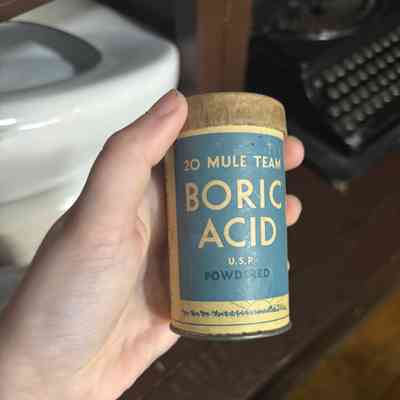 20 MULE TEAM
BORIC
ACID
U.S.P.
POWDERED